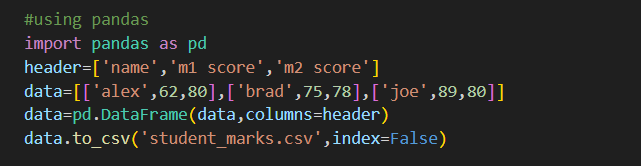 #using pandas
import pandas as pd
header=['name','m1 score','m2 score']
data=[['alex',62,80],['brad',75,78],['joe',89,80]]
data=pd.DataFrame(data,columns=header)
data.to_csv('student_marks.csv',index=False)